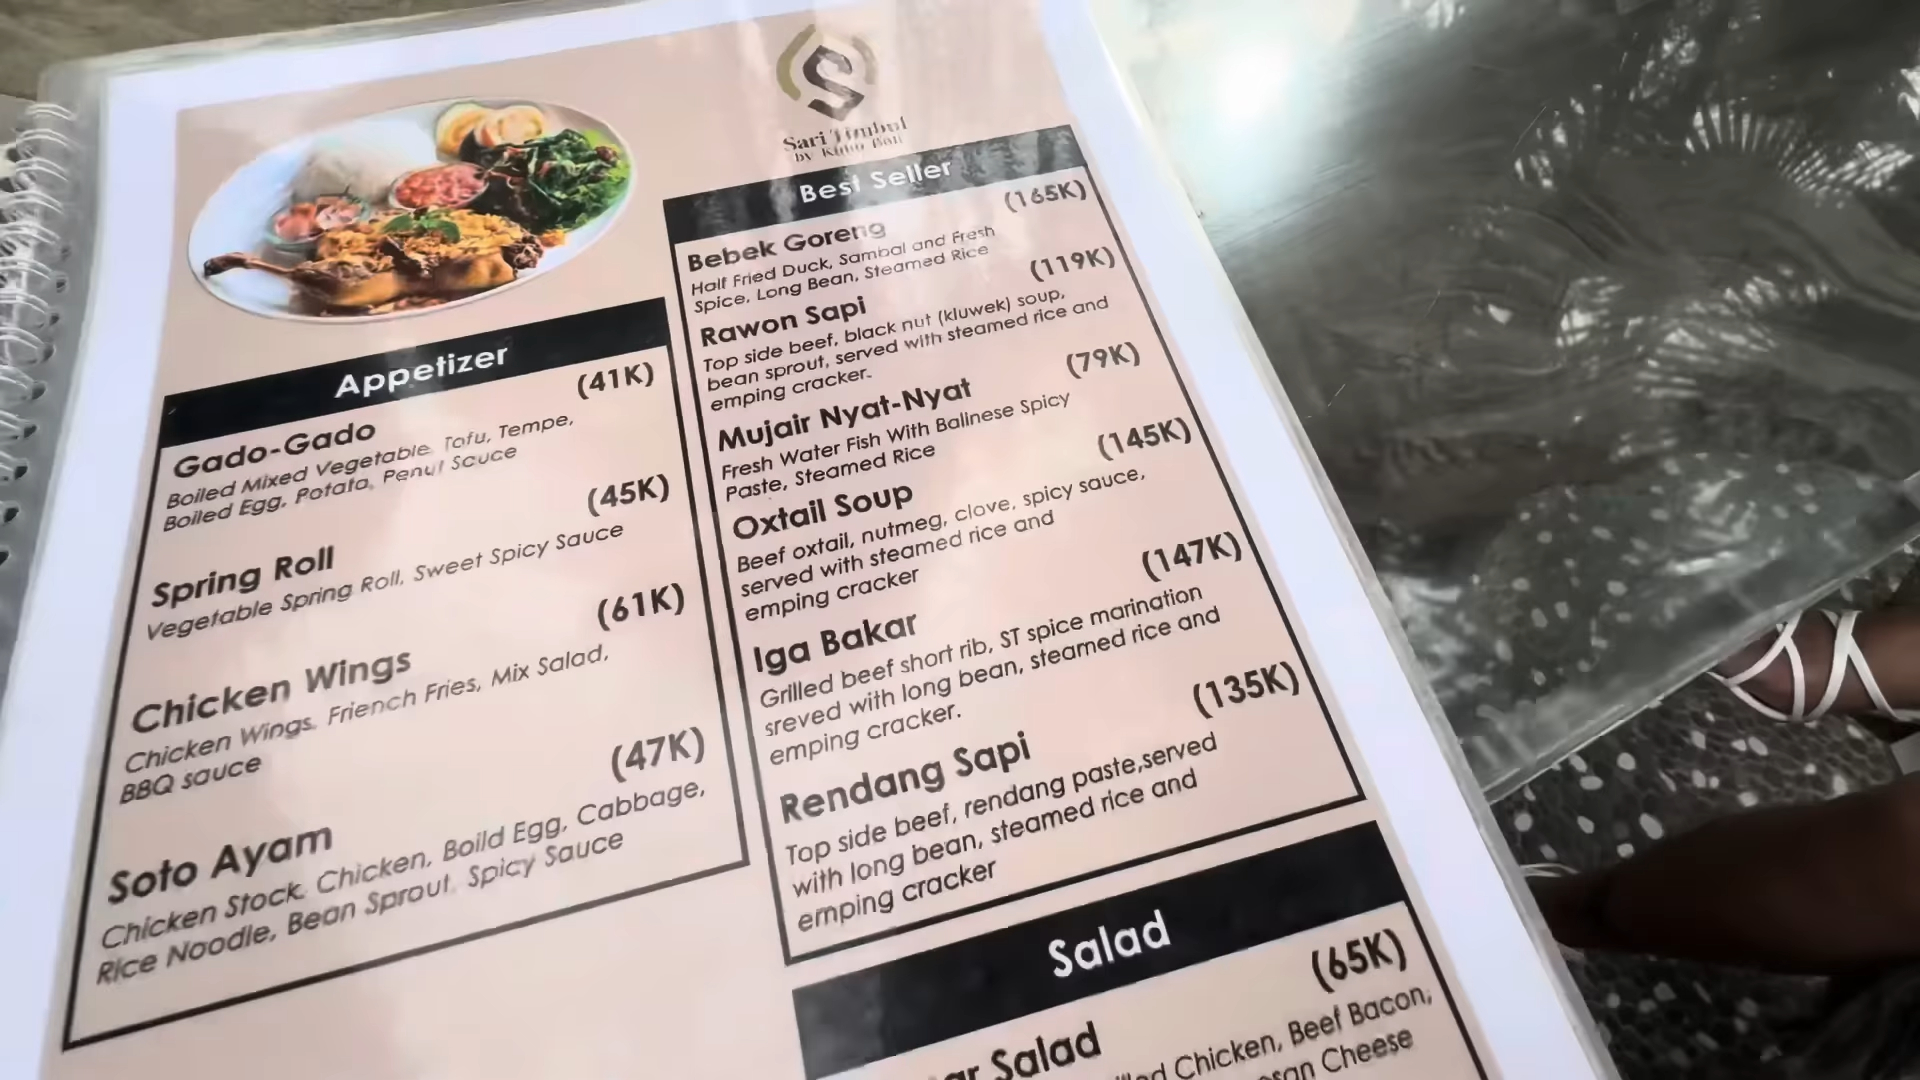 Sari Timbul
by
Appetizer
(41K)
Gado-Gado
Boiled Mixed Vegetable, Tofu, Tempe,
Boiled Egg, Potato, Penut Sauce
(45K)
Spring Roll
Vegetable Spring Roll, Sweet Spicy Sauce
(61K)
Chicken Wings
Chicken Wings, Friench Fries, Mix Salad,
BBQ sauce
(47K)
Soto Ayam
Chicken Stock, Chicken, Boild Egg, Cabbage,
Rice Noodle, Bean Sprout, Spicy Sauce
Best Seller
(165K)
Bebek Goreng
Half Fried Duck, Sambal and Fresh
Spice, Long Bean, Steamed Rice
(119K)
Rawon Sapi
Top side beef, black nut (kluwek) soup,
bean sprout, served with steamed rice and
emping cracker.
(79K)
Mujair Nyat-Nyat
Fresh Water Fish With Balinese Spicy
Paste, Steamed Rice
(145K)
Oxtail Soup
Beef oxtail, nutmeg, clove, spicy sauce,
served with steamed rice and
emping cracker
(147K)
Iga Bakar
Grilled beef short rib, ST spice marination
sreved with long bean, steamed rice and
emping cracker.
(135K)
Rendang Sapi
Top side beef, rendang paste,served
with long bean, steamed rice and
emping cracker
Salad
(65K)
Salad
Chicken, Beef Bacon,
Cheese